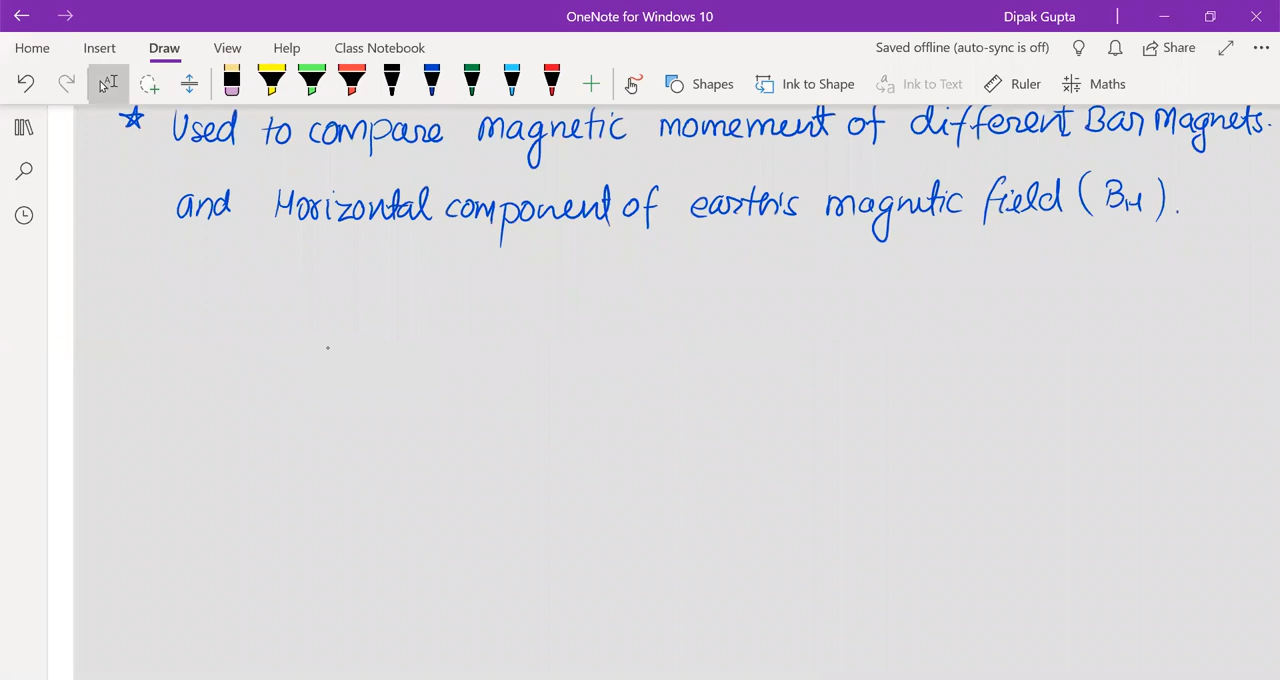 OneNote for Windows 10
Dipak Gupta
Home Insert Draw View Help Class Notebook
Saved offline (auto-sync is off)
Share
Shapes
Ink to Shape
Ink to Text
Ruler
Maths
★ Used to compare magnetic momement of different Bar Magnets.
and Horizontal component of earth's magnetic field (BH).